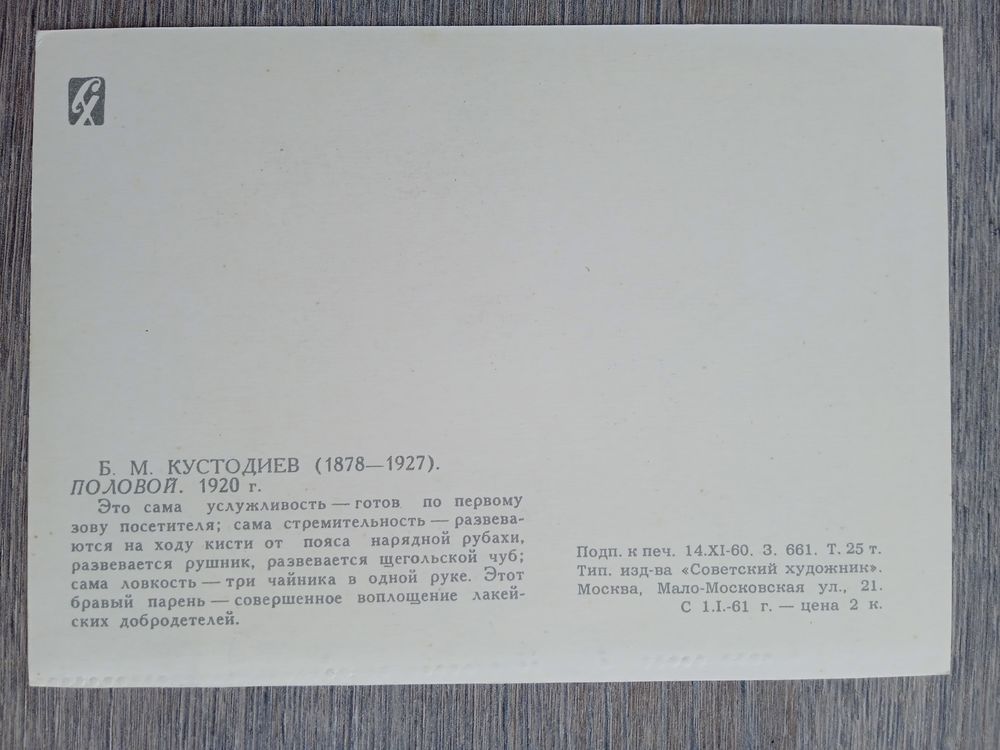 СХ
Б. М. КУСТОДИЕВ (1878—1927).
ПОЛОВОЙ. 1920 г.
Это сама услужливость — готов по первому
зову посетителя; сама стремительность — развева-
ются на ходу кисти от пояса нарядной рубахи,
развевается рушник, развевается щегольской чуб;
сама ловкость — три чайника в одной руке. Этот
бравый парень — совершенное воплощение лакей-
ских добродетелей.
Подп. к печ. 14.XI-60. З. 661. Т. 25 т.
Тип. изд-ва «Советский художник».
Москва, Мало-Московская ул., 21.
С 1.I.-61 г. — цена 2 к.